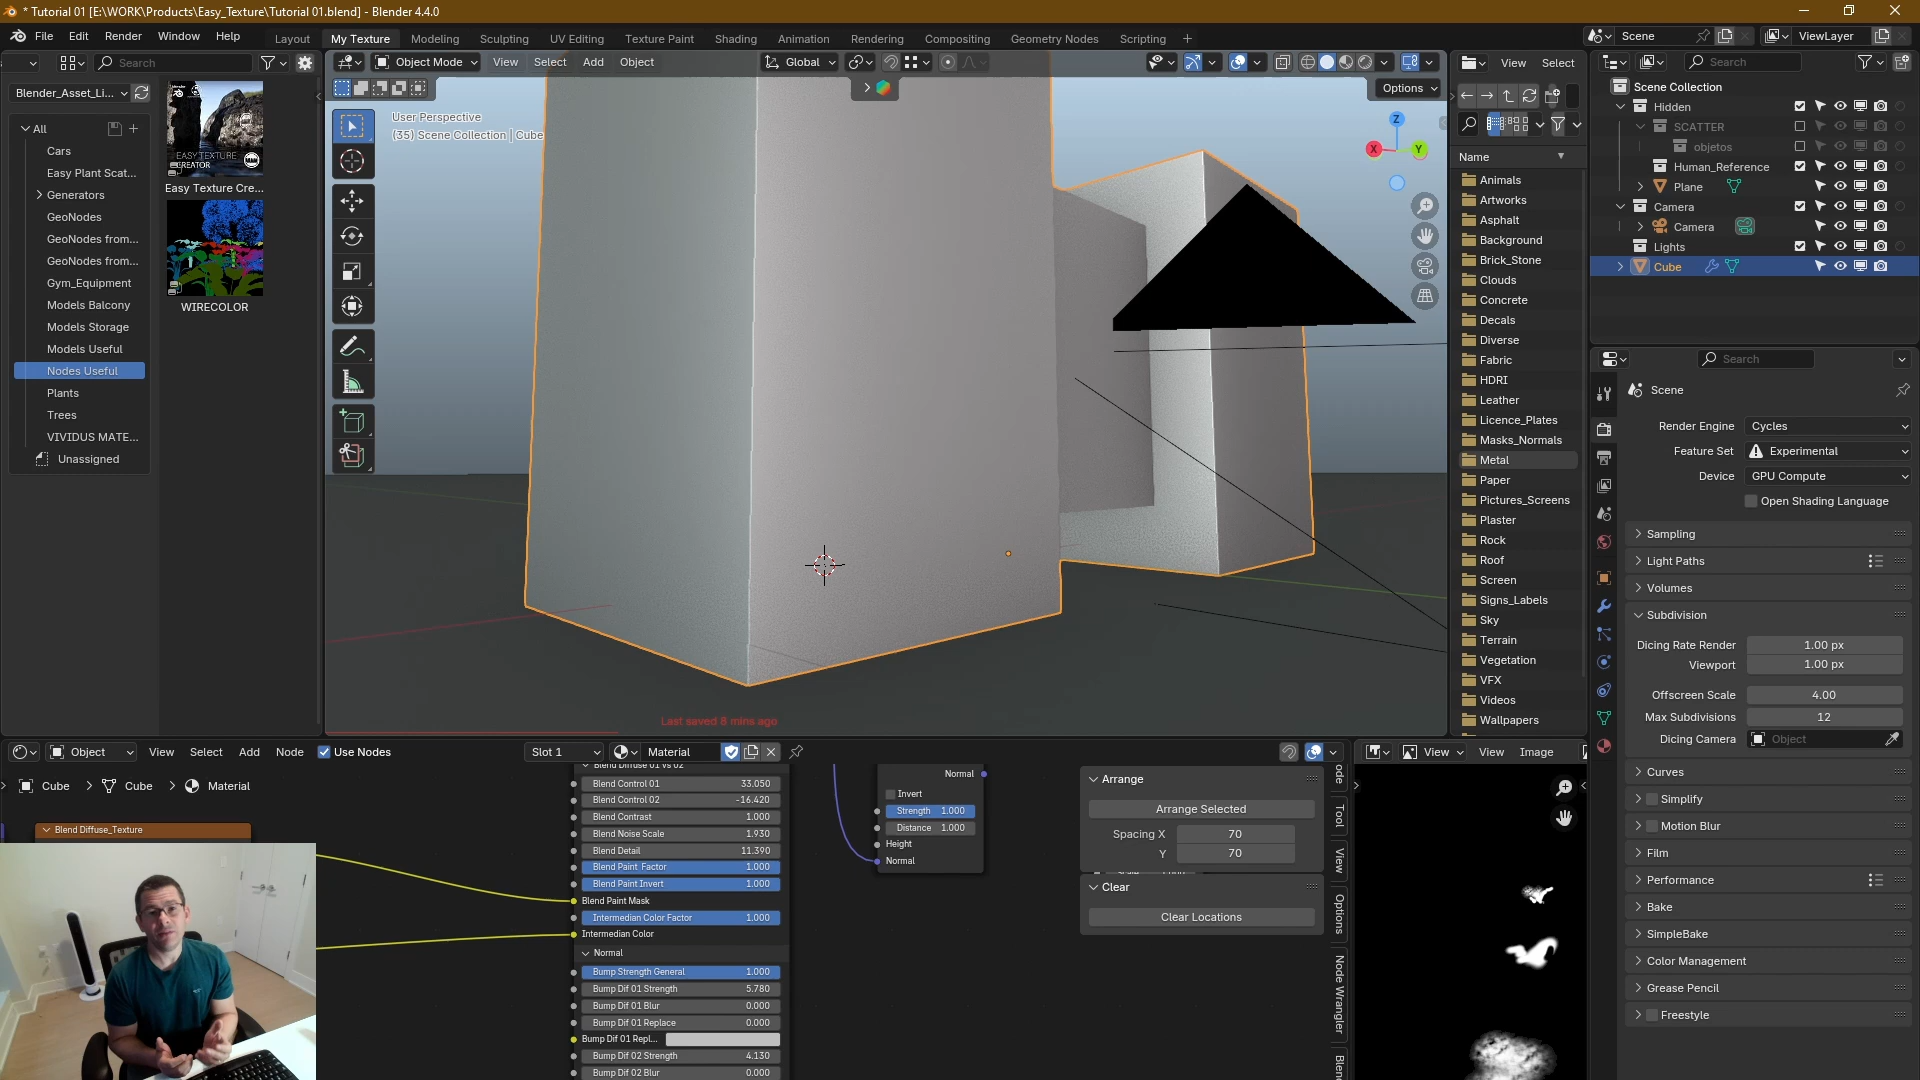 * Tutorial 01 [E:\WORK\Products\Easy_Texture\Tutorial 01.blend] - Blender 4.4.0
File Edit Render Window Help Layout My Texture Modeling Sculpting UV Editing Texture Paint Shading Animation Rendering Compositing Geometry Nodes Scripting + Scene ViewLayer
Search
Object Mode View Select Add Object Global
View Select
Search
Blender_Asset_Li...
Options
All
Cars
Easy Plant Scat...
Generators
GeoNodes
GeoNodes from...
GeoNodes from...
Gym_Equipment
Models Balcony
Models Storage
Models Useful
Nodes Useful
Plants
Trees
VIVIDUS MATE...
Unassigned
EASY TEXTURE
CREATOR
Easy Texture Cre...
WIRECOLOR
User Perspective
(35) Scene Collection | Cube
Z
X
Y
Last saved 8 mins ago
Name
Animals
Artworks
Asphalt
Background
Brick_Stone
Clouds
Concrete
Decals
Diverse
Fabric
HDRI
Leather
Licence_Plates
Masks_Normals
Metal
Paper
Pictures_Screens
Plaster
Rock
Roof
Screen
Signs_Labels
Sky
Terrain
Vegetation
VFX
Videos
Wallpapers
Scene Collection
Hidden
SCATTER
objetos
Human_Reference
Plane
Camera
Camera
Lights
Cube
Search
Scene
Render Engine Cycles
Feature Set Experimental
Device GPU Compute
Open Shading Language
Sampling
Light Paths
Volumes
Subdivision
Dicing Rate Render 1.00 px
Viewport 1.00 px
Offscreen Scale 4.00
Max Subdivisions 12
Dicing Camera Object
Curves
Simplify
Motion Blur
Film
Performance
Bake
SimpleBake
Color Management
Grease Pencil
Freestyle
Object View Select Add Node Use Nodes Slot 1 Material
View View Image
Cube Cube Material
Blend Diffuse_Texture
Blend Diffuse 01 vs 02
Blend Control 01 33.050
Blend Control 02 -16.420
Blend Contrast 1.000
Blend Noise Scale 1.930
Blend Detail 11.390
Blend Paint Factor 1.000
Blend Paint Invert 1.000
Blend Paint Mask
Intermedian Color Factor 1.000
Intermedian Color
Normal
Bump Strength General 1.000
Bump Dif 01 Strength 5.780
Bump Dif 01 Blur 0.000
Bump Dif 01 Replace 0.000
Bump Dif 01 Repl...
Bump Dif 02 Strength 4.130
Bump Dif 02 Blur 0.000
Normal
Invert
Strength 1.000
Distance 1.000
Height
Normal
Arrange
Arrange Selected
Spacing X 70
Y 70
Clear
Clear Locations
Tool
View
Options
Node Wrangler